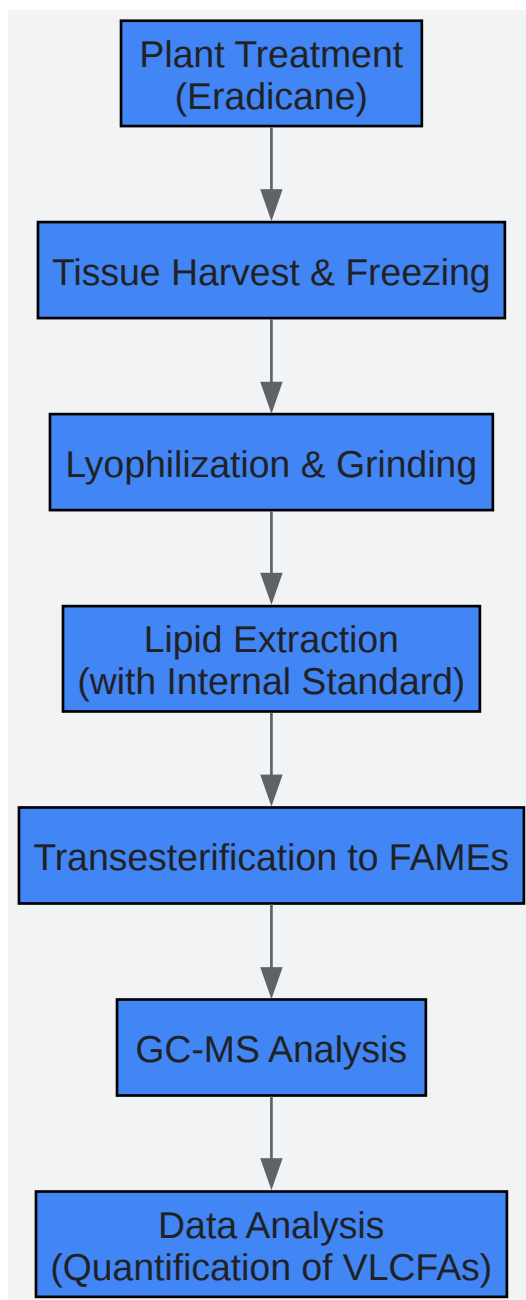 Plant Treatment
(Eradicane)
Tissue Harvest & Freezing
Lyophilization & Grinding
Lipid Extraction
(with Internal Standard)
Transesterification to FAMEs
GC-MS Analysis
Data Analysis
(Quantification of VLCFAs)